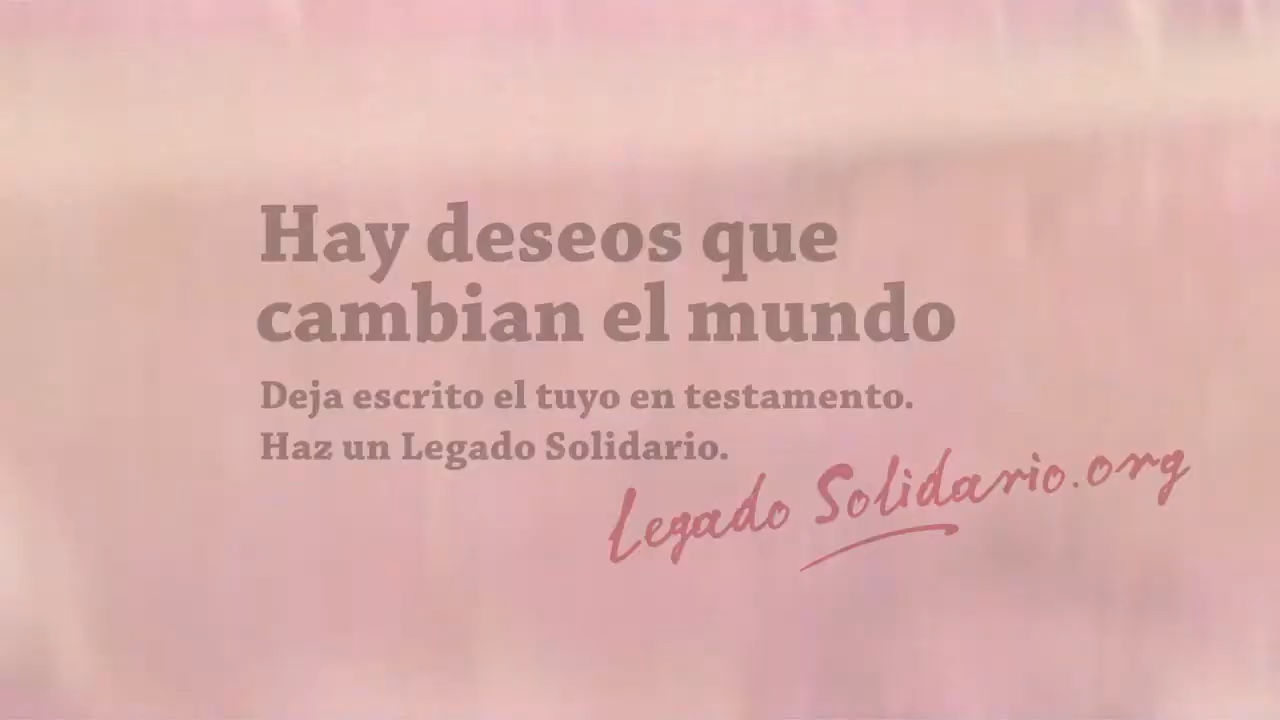 Hay deseos que
cambian el mundo
Deja escrito el tuyo en testamento.
Haz un Legado Solidario.
Legado Solidario.org